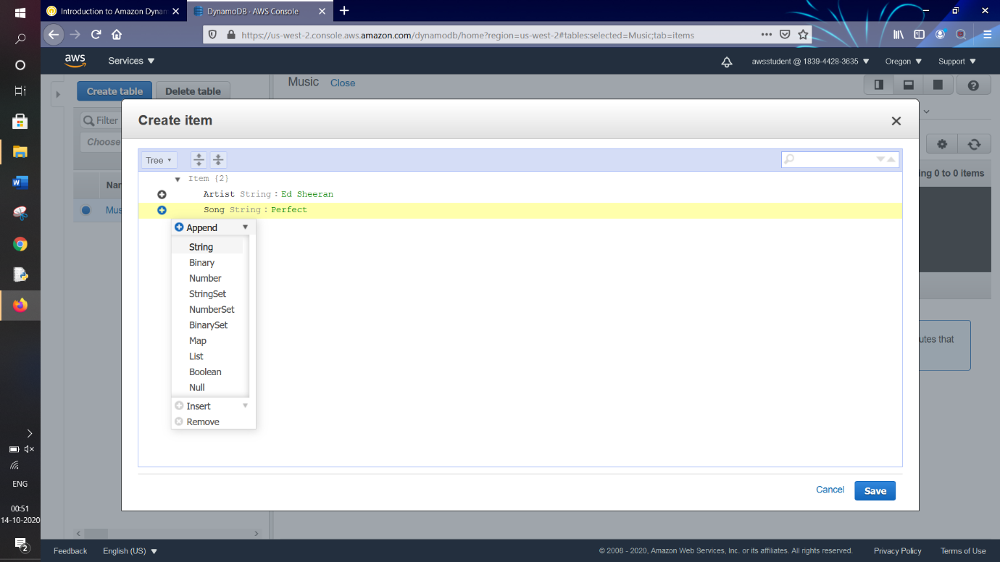 Introduction to Amazon Dynam
DynamoDB · AWS Console
https://us-west-2.console.aws.amazon.com/dynamodb/home?region=us-west-2#tables:selected=Music;tab=items
aws
Services
awsstudent @ 1839-4428-3635
Oregon
Support
Create table
Delete table
Music
Close
Filter
Choose
Nar
Mus
ing 0 to 0 items
utes that
Create item
Tree
Item {2}
Artist String : Ed Sheeran
Song String : Perfect
Append
String
Binary
Number
StringSet
NumberSet
BinarySet
Map
List
Boolean
Null
Insert
Remove
Cancel
Save
ENG
00:51
14-10-2020
2
Feedback
English (US)
© 2008 - 2020, Amazon Web Services, Inc. or its affiliates. All rights reserved.
Privacy Policy
Terms of Use